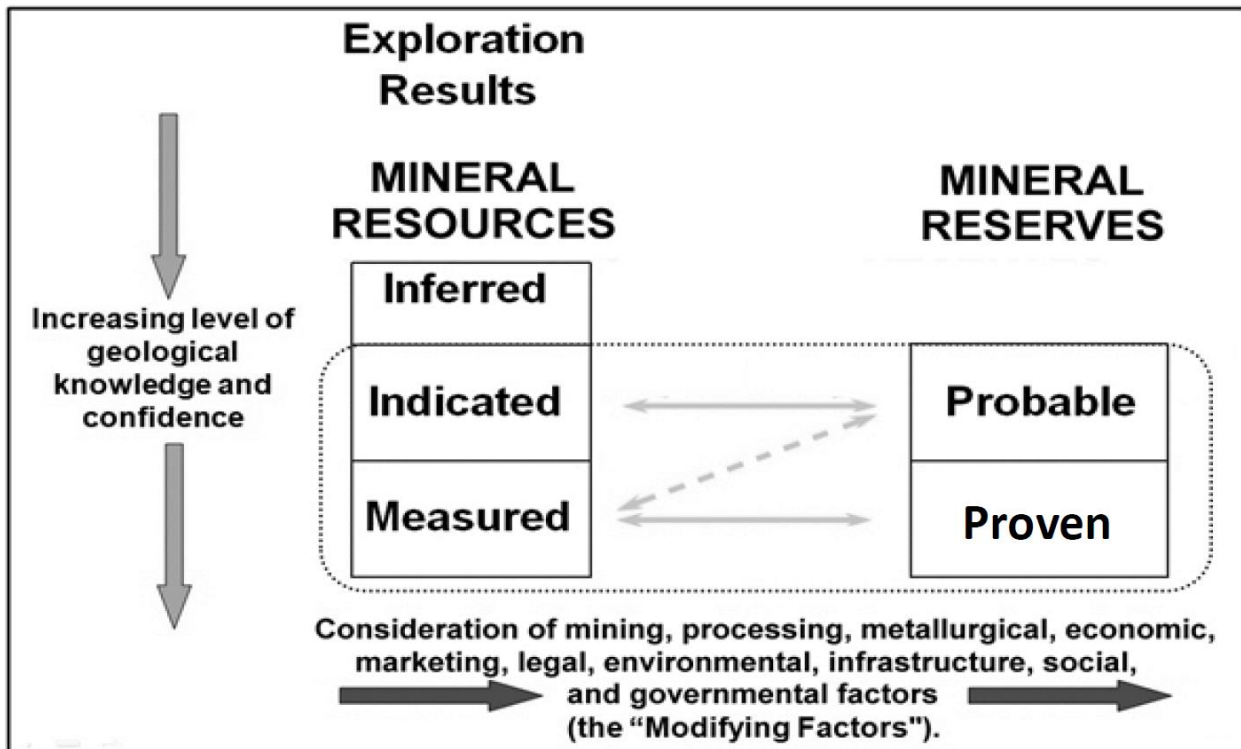 Exploration
Results
MINERAL
RESOURCES
MINERAL
RESERVES
Inferred
Increasing level of
geological
knowledge and
confidence
Indicated
Probable
Measured
Proven
Consideration of mining, processing, metallurgical, economic,
marketing, legal, environmental, infrastructure, social,
and governmental factors
(the “Modifying Factors").